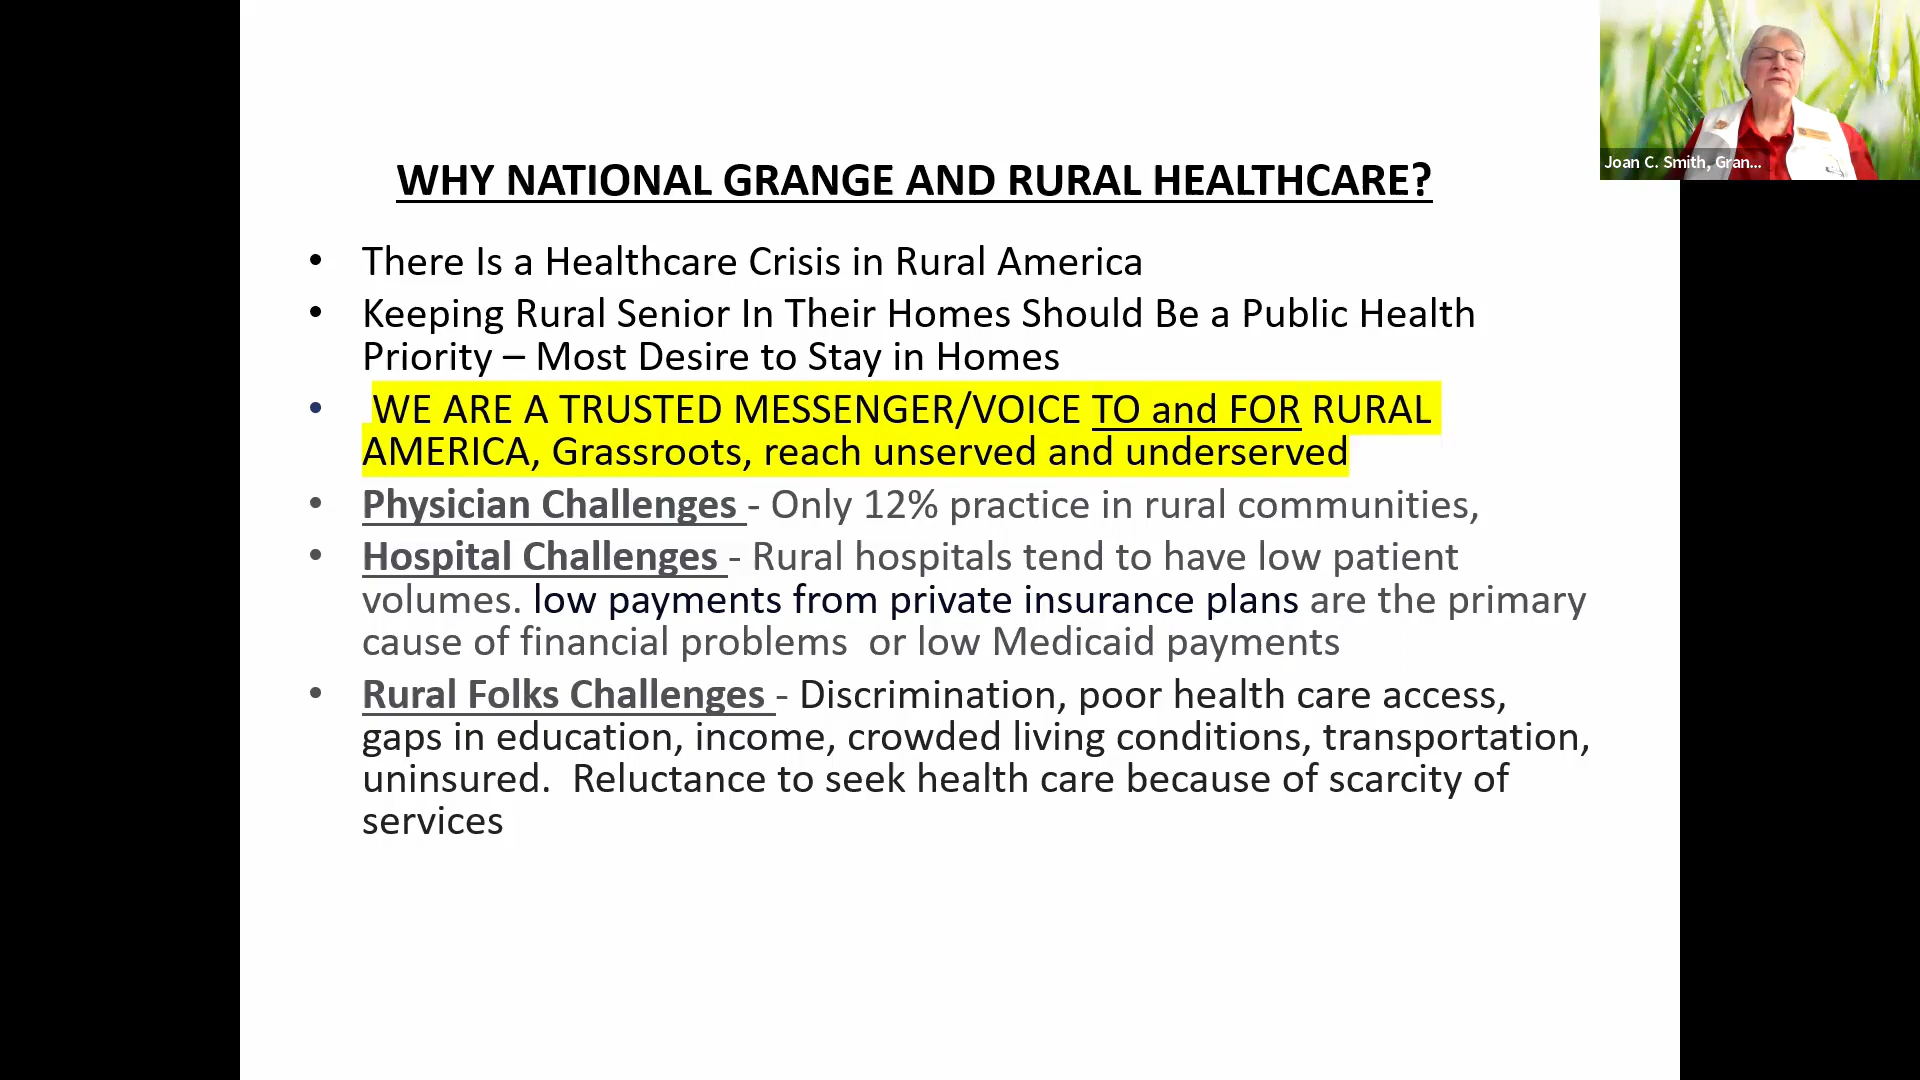 WHY NATIONAL GRANGE AND RURAL HEALTHCARE?
• There Is a Healthcare Crisis in Rural America
• Keeping Rural Senior In Their Homes Should Be a Public Health
Priority – Most Desire to Stay in Homes
• WE ARE A TRUSTED MESSENGER/VOICE TO and FOR RURAL
AMERICA, Grassroots, reach unserved and underserved
• Physician Challenges - Only 12% practice in rural communities,
• Hospital Challenges - Rural hospitals tend to have low patient
volumes. low payments from private insurance plans are the primary
cause of financial problems  or low Medicaid payments
• Rural Folks Challenges - Discrimination, poor health care access,
gaps in education, income, crowded living conditions, transportation,
uninsured.  Reluctance to seek health care because of scarcity of
services
Joan C. Smith, Gran...